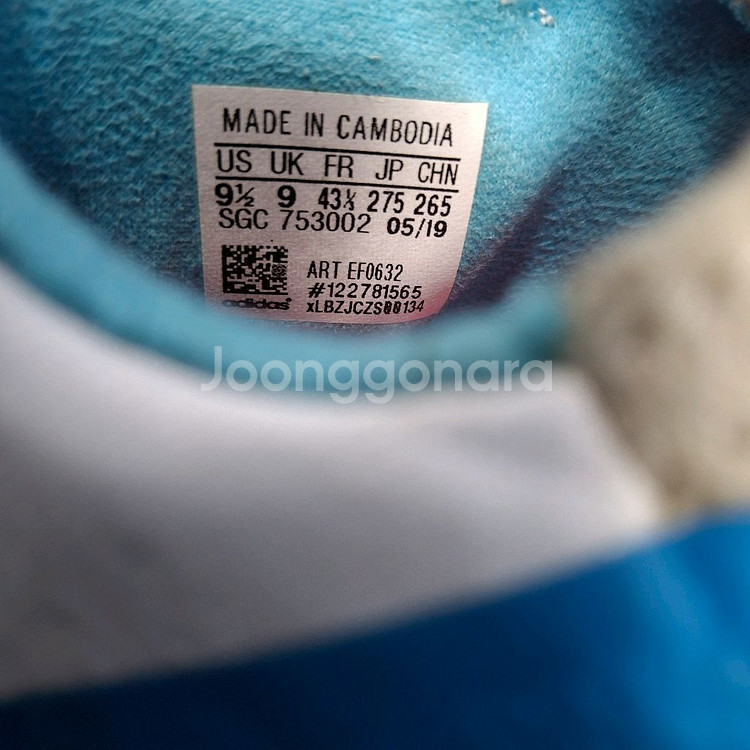 MADE IN CAMBODIA
US UK FR JP CHN
9½ 9 43⅓ 275 265
SGC 753002 05/19
ART EF0632
#122781565
adidas® xLBZJCZS00134
Joonggonara